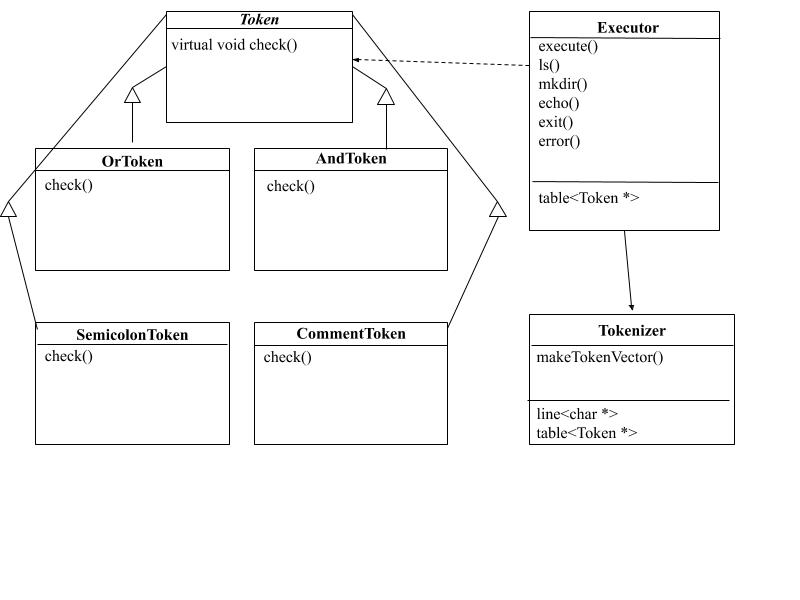 Token
virtual void check()
Executor
execute()
ls()
mkdir()
echo()
exit()
error()
table<Token *>
OrToken
check()
AndToken
check()
SemicolonToken
check()
CommentToken
check()
Tokenizer
makeTokenVector()
line<char *>
table<Token *>